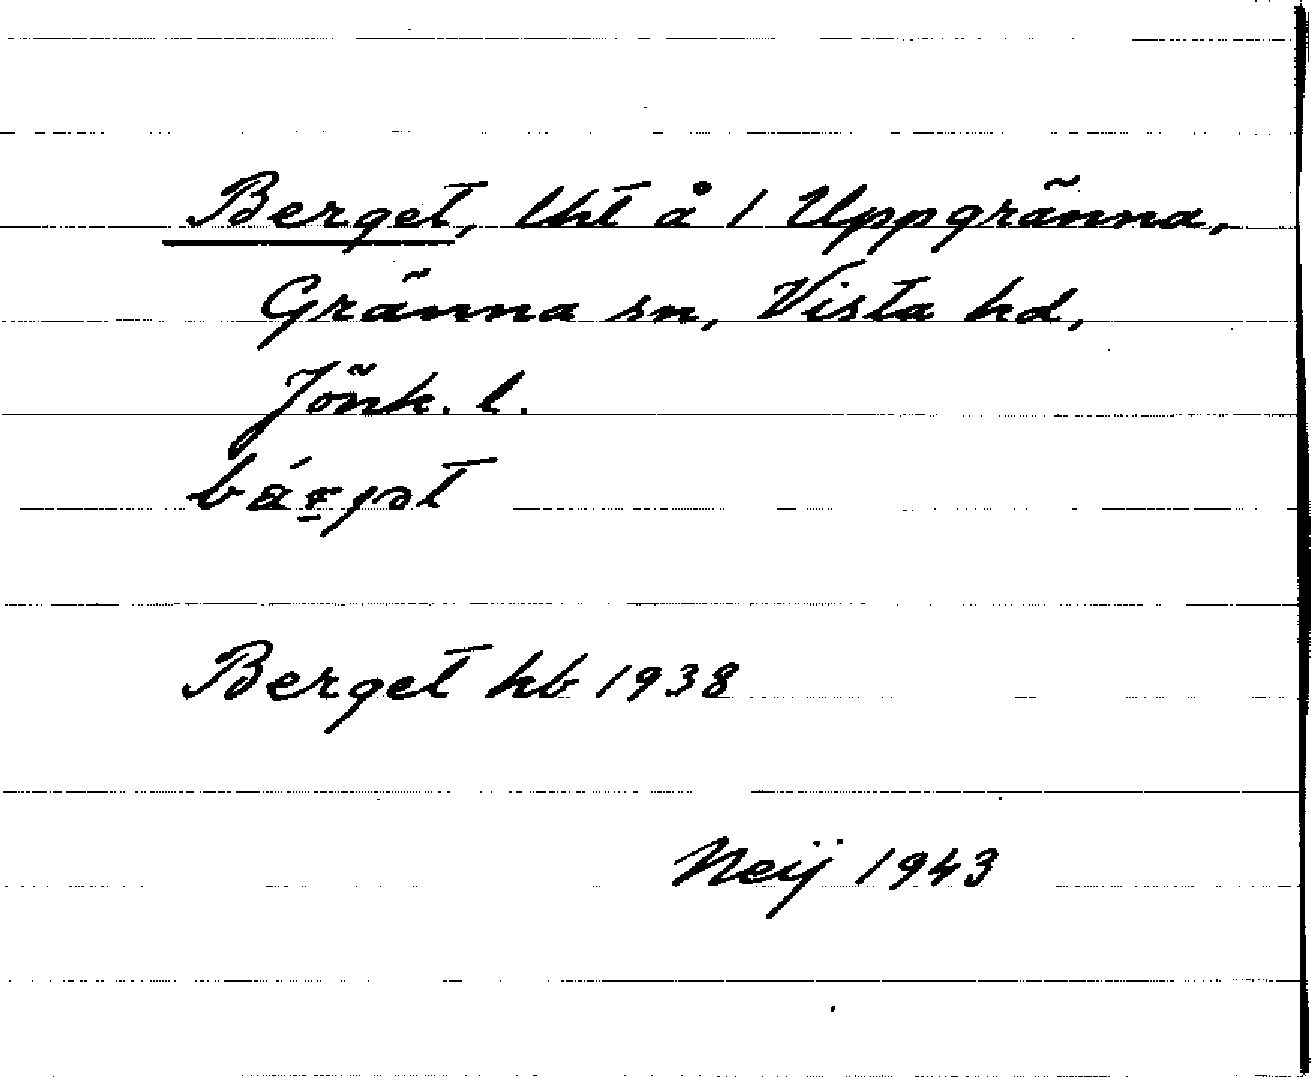 Berget, lht å 1 Uppgränna,
Gränna sn, Vista hd,
Jönk. l.
Berget hb 1938
Neij 1943